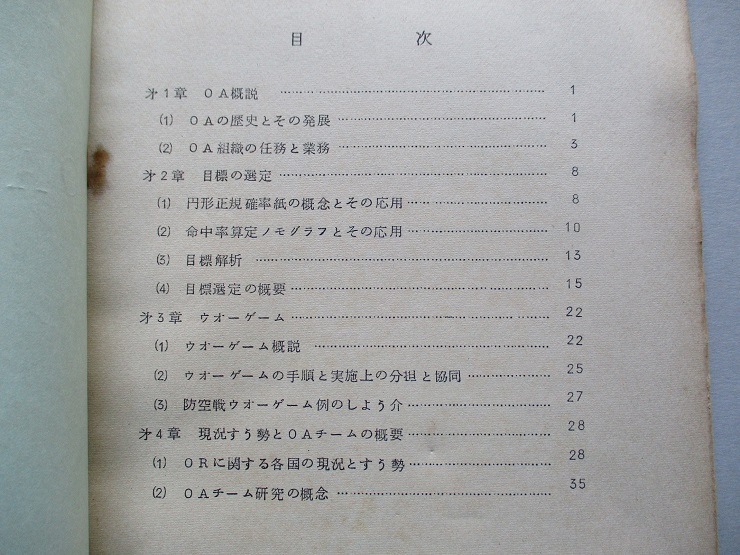 目 次
㐧1章 OA概説 …………………………………… 1
(1) OAの歴史とその発展 …………………………………… 1
(2) OA組織の任務と業務 …………………………………… 3
㐧2章 目標の選定 …………………………………… 8
(1) 円形正規確率紙の概念とその応用 ……………………… 8
(2) 命中率算定ノモグラフとその応用 ……………………… 10
(3) 目標解析 …………………………………… 13
(4) 目標選定の概要 …………………………………… 15
㐧3章 ウオーゲーム …………………………………… 22
(1) ウオーゲーム概説 …………………………………… 22
(2) ウオーゲームの手順と実施上の分担と協同 ………… 25
(3) 防空戦ウオーゲーム例のしよう介 ……………………… 27
㐧4章 現況すう勢とOAチームの概要 ……………………… 28
(1) ORに関する各国の現況とすう勢 ……………………… 28
(2) OAチーム研究の概念 …………………………………… 35